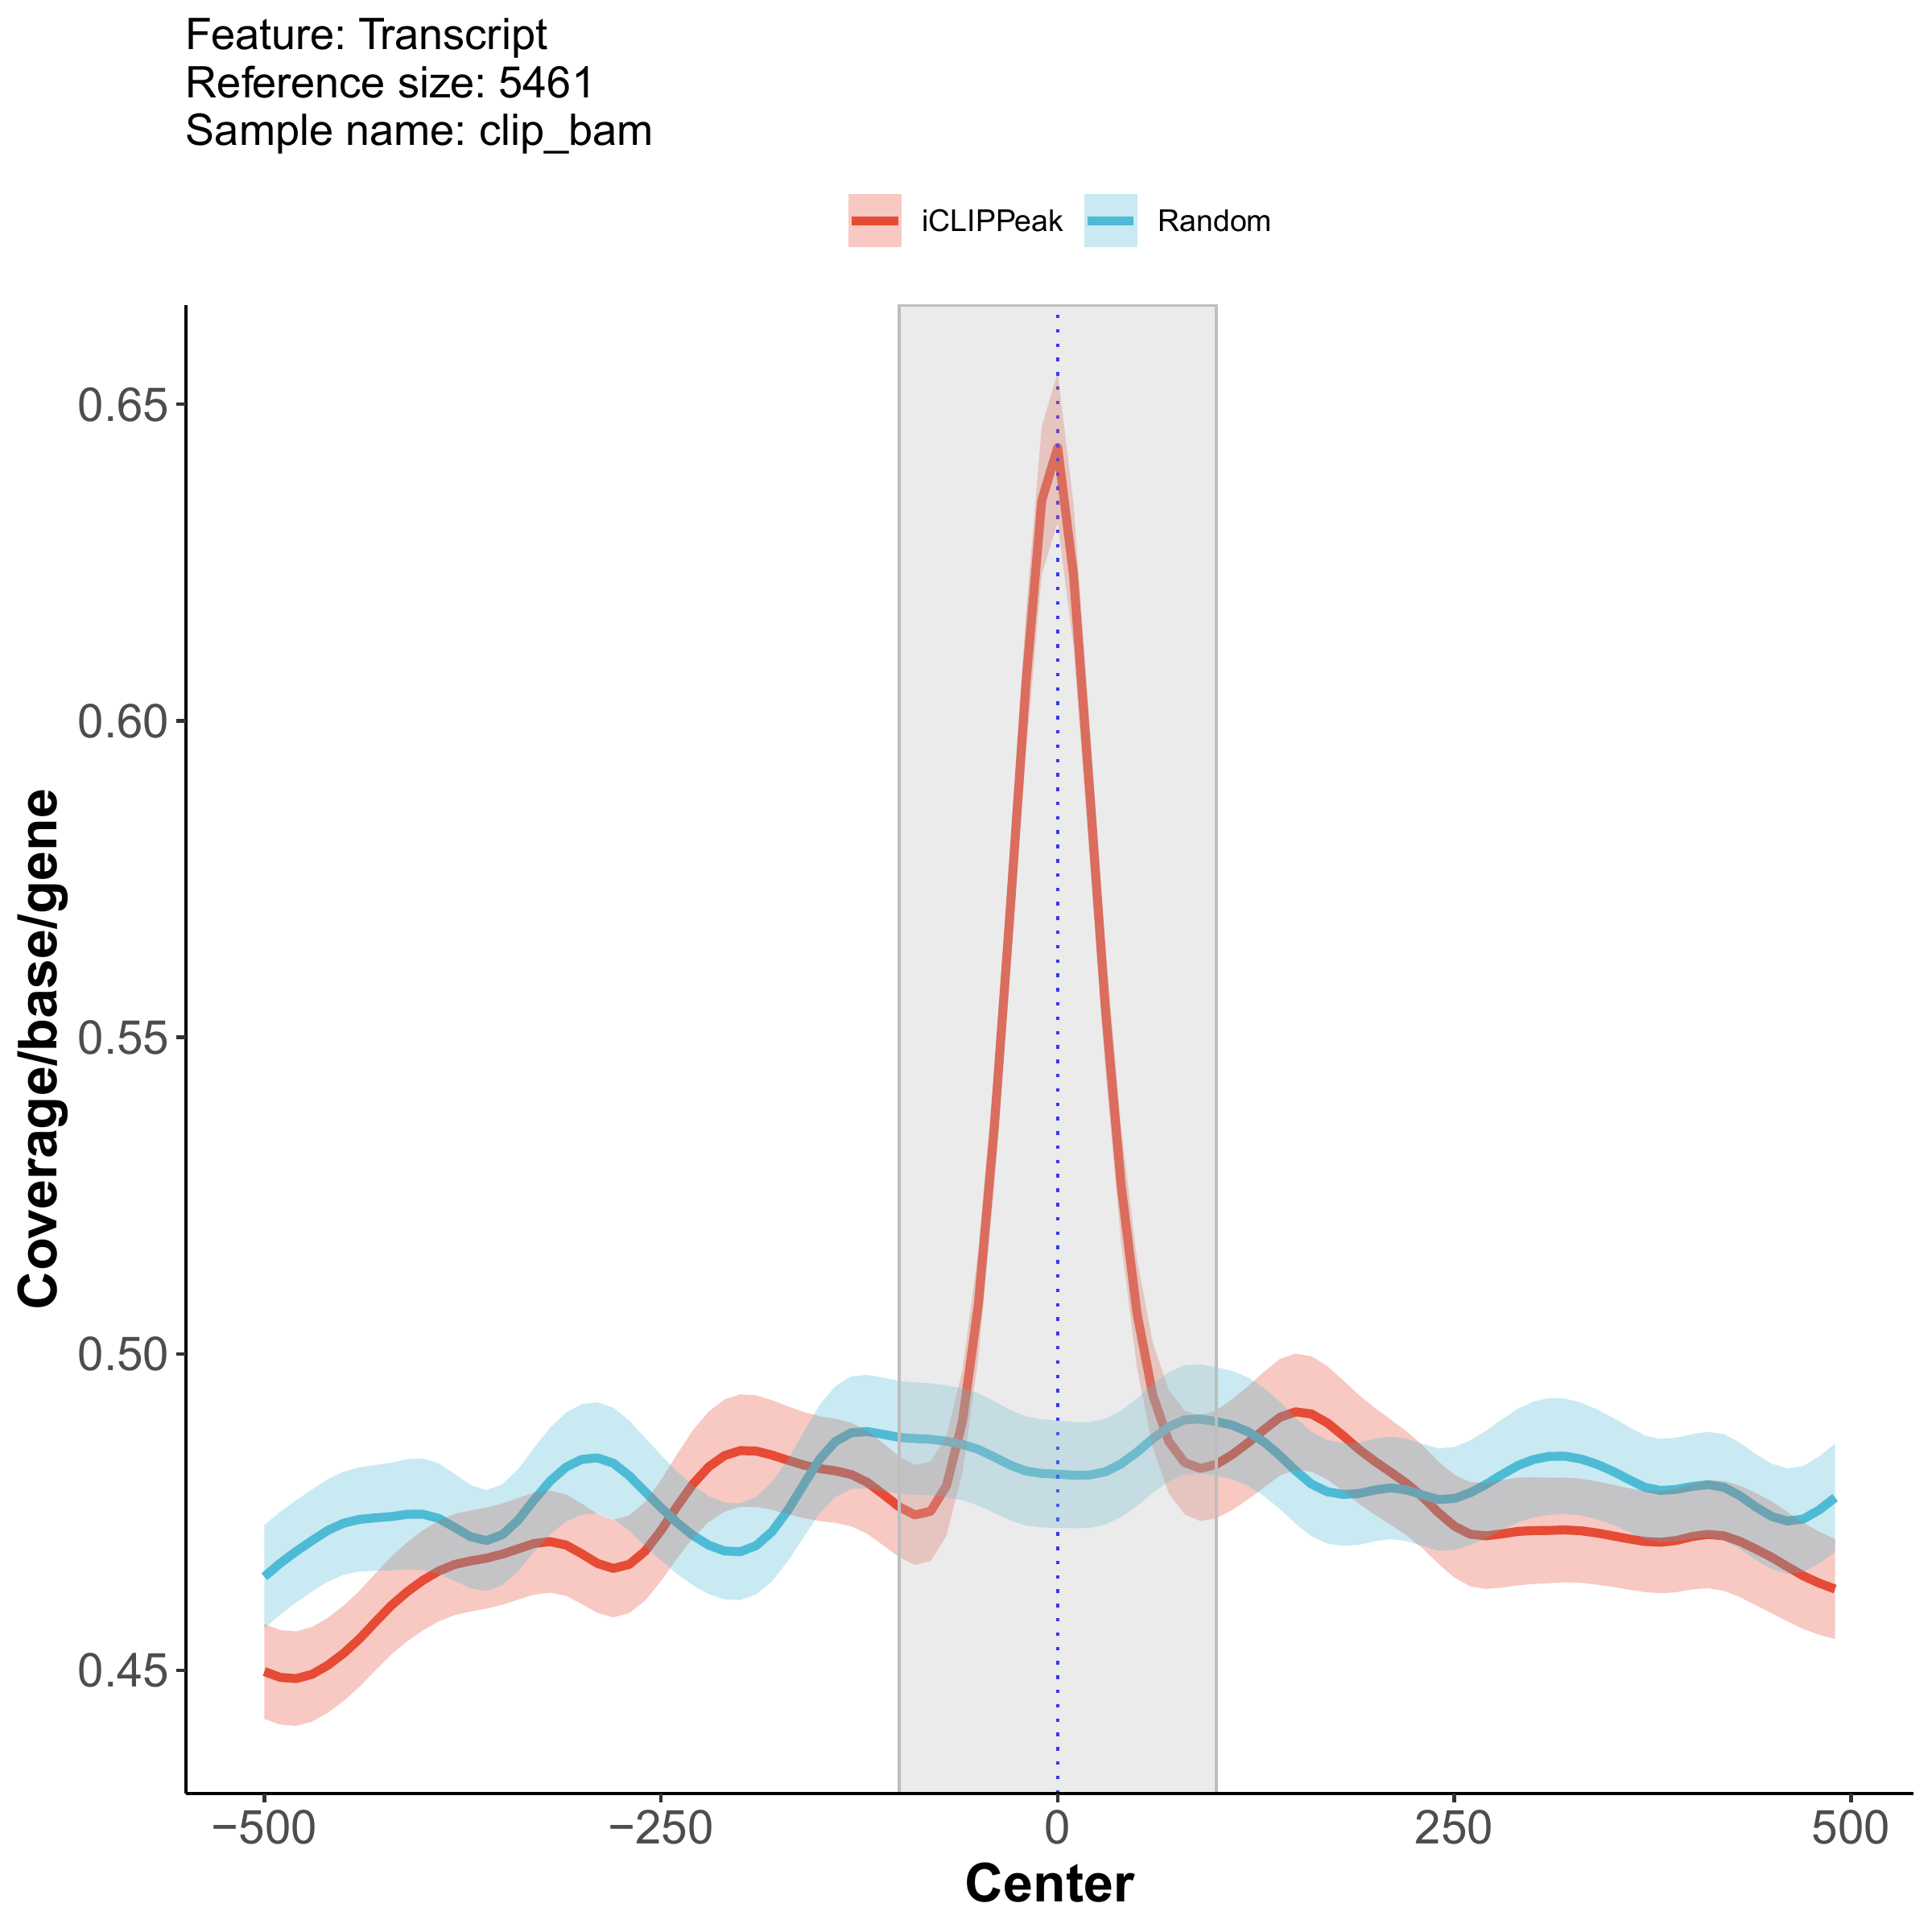 Feature: Transcript
Reference size: 5461
Sample name: clip_bam
iCLIPPeak Random
Coverage/base/gene
0.65
0.60
0.55
0.50
0.45
−500 −250 0 250 500
Center